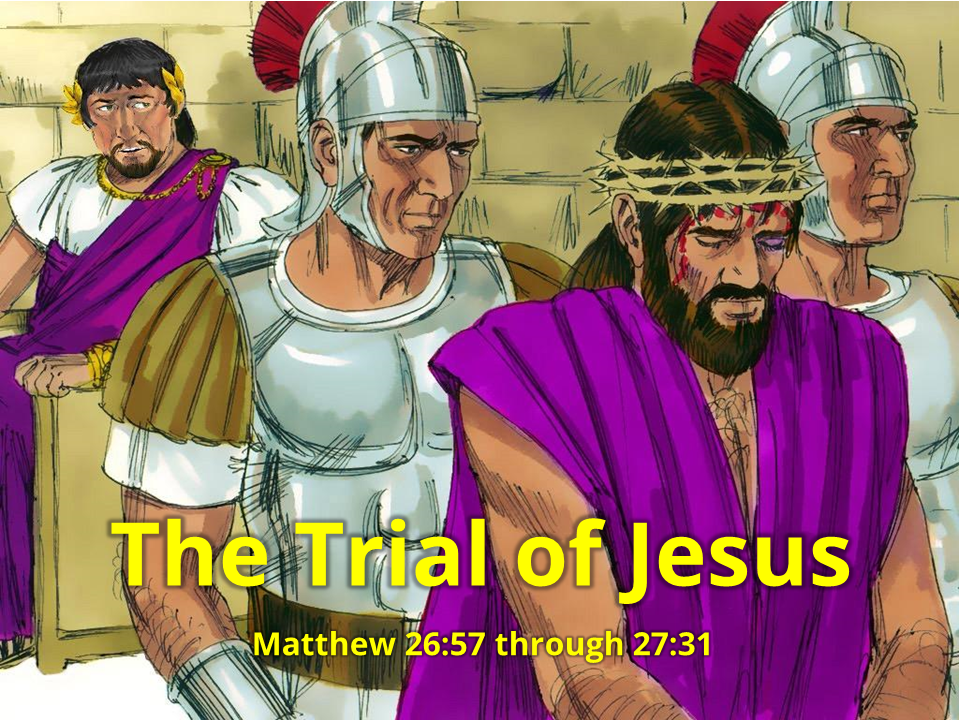 The Trial of Jesus
Matthew 26:57 through 27:31